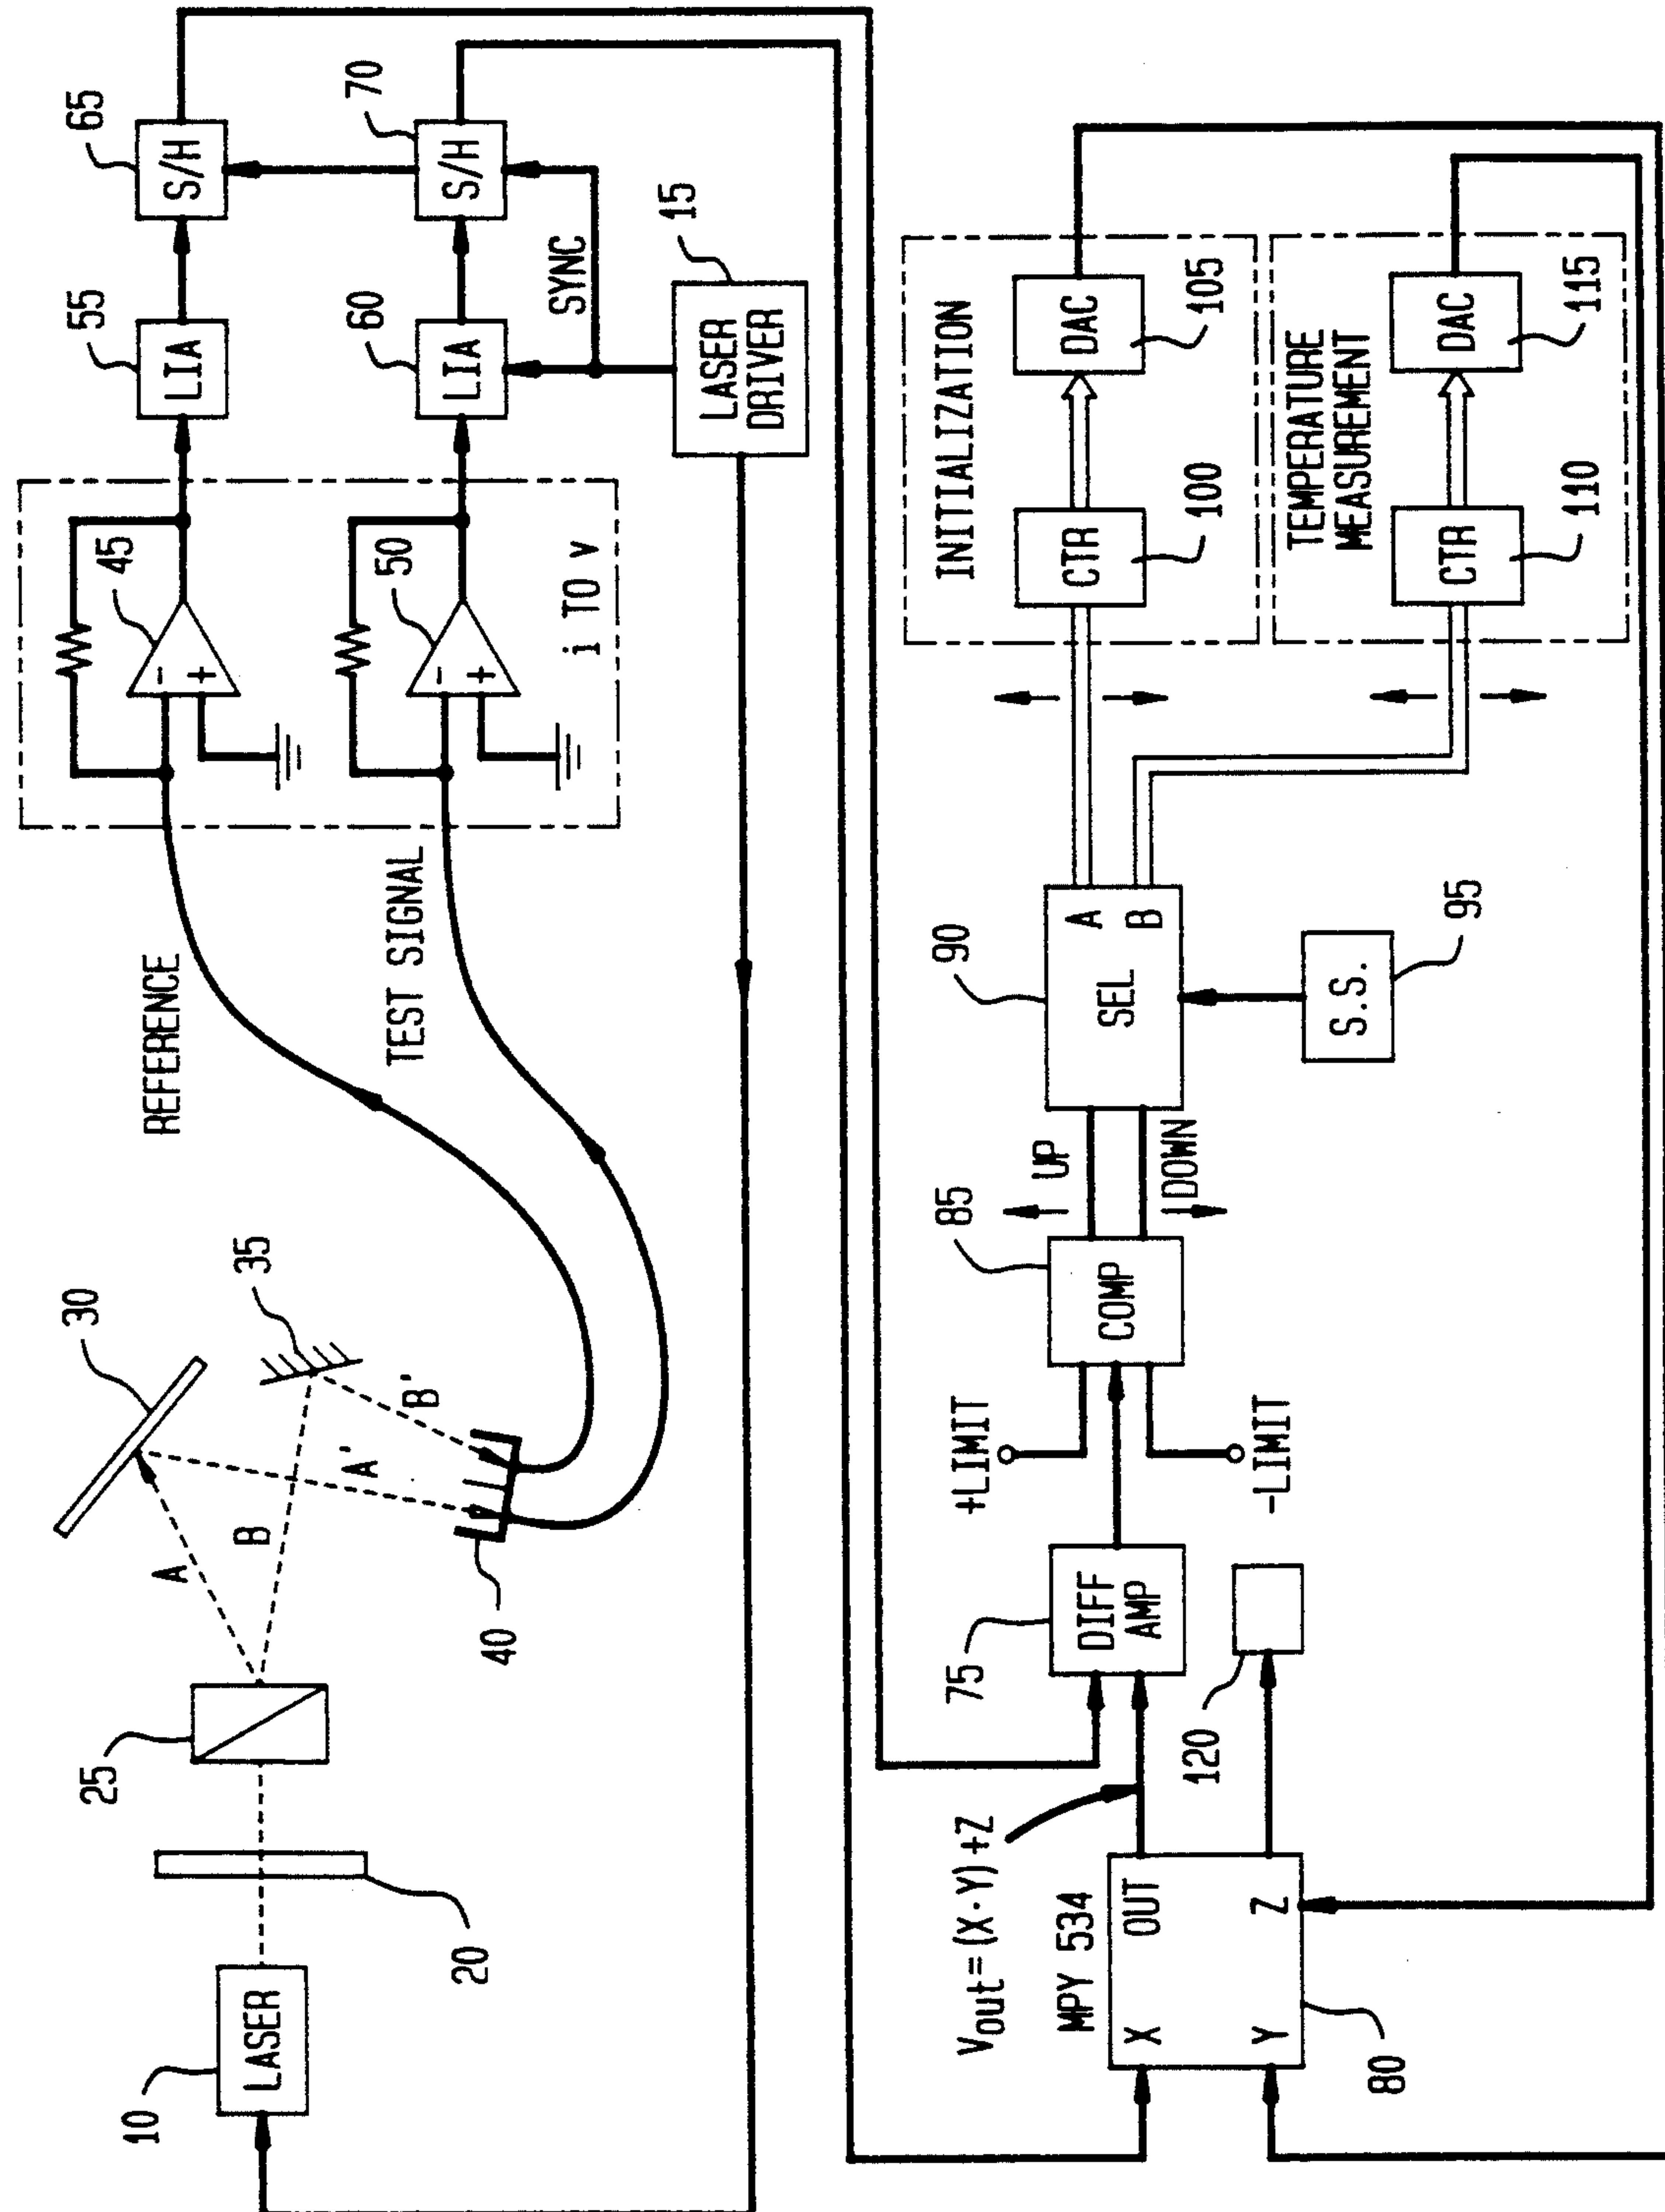 10
LASER
20
25
A
B
30
35
A'
B'
40
REFERENCE
TEST SIGNAL
45
-
+
50
-
+
i TO v
55
LIA
60
LIA
SYNC
65
S/H
70
S/H
15
LASER
DRIVER
Vout=(X·Y)+Z
MPY 534
X
OUT
Y
Z
80
120
75
DIFF
AMP
+LIMIT
-LIMIT
85
COMP
UP
DOWN
90
SEL
A
B
S.S.
95
INITIALIZATION
CTR
100
DAC
105
TEMPERATURE
MEASUREMENT
CTR
110
DAC
115